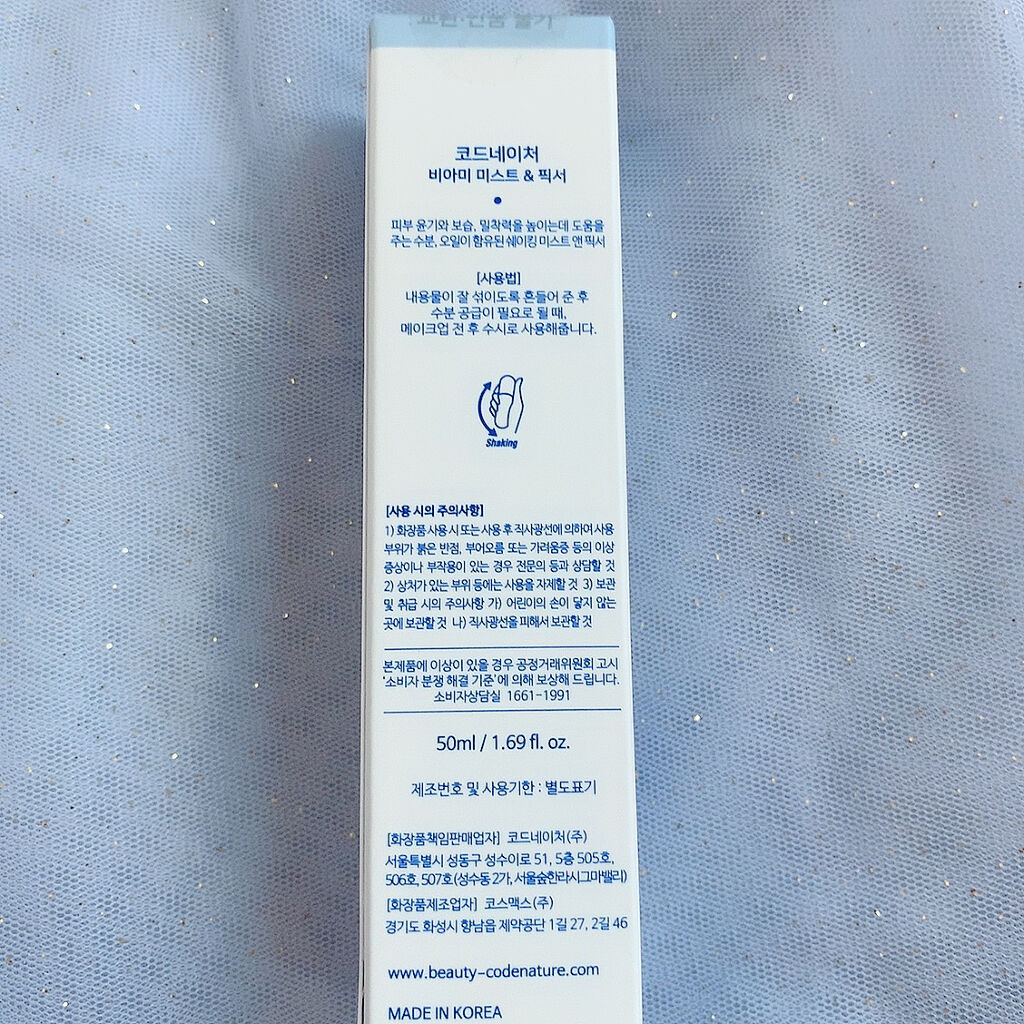 교환·반품 불가
코드네이처
비아미 미스트 & 픽서
피부 윤기와 보습, 밀착력을 높이는데 도움을
주는 수분, 오일이 함유된 쉐이킹 미스트 앤 픽서
[사용법]
내용물이 잘 섞이도록 흔들어 준 후
수분 공급이 필요로 될 때,
메이크업 전 후 수시로 사용해줍니다.
Shaking
[사용 시의 주의사항]
1) 화장품 사용 시 또는 사용 후 직사광선에 의하여 사용
부위가 붉은 반점, 부어오름 또는 가려움증 등의 이상
증상이나 부작용이 있는 경우 전문의 등과 상담할 것
2) 상처가 있는 부위 등에는 사용을 자제할 것 3) 보관
및 취급 시의 주의사항 가) 어린이의 손이 닿지 않는
곳에 보관할 것 나) 직사광선을 피해서 보관할 것
본제품에 이상이 있을 경우 공정거래위원회 고시
'소비자 분쟁 해결 기준'에 의해 보상해 드립니다.
소비자상담실 1661-1991
50ml / 1.69 fl. oz.
제조번호 및 사용기한 : 별도표기
[화장품책임판매업자] 코드네이처(주)
서울특별시 성동구 성수이로 51, 5층 505호,
506호, 507호(성수동 2가, 서울숲한라시그마밸리)
[화장품제조업자] 코스맥스(주)
경기도 화성시 향남읍 제약공단 1길 27, 2길 46
www.beauty-codenature.com
MADE IN KOREA